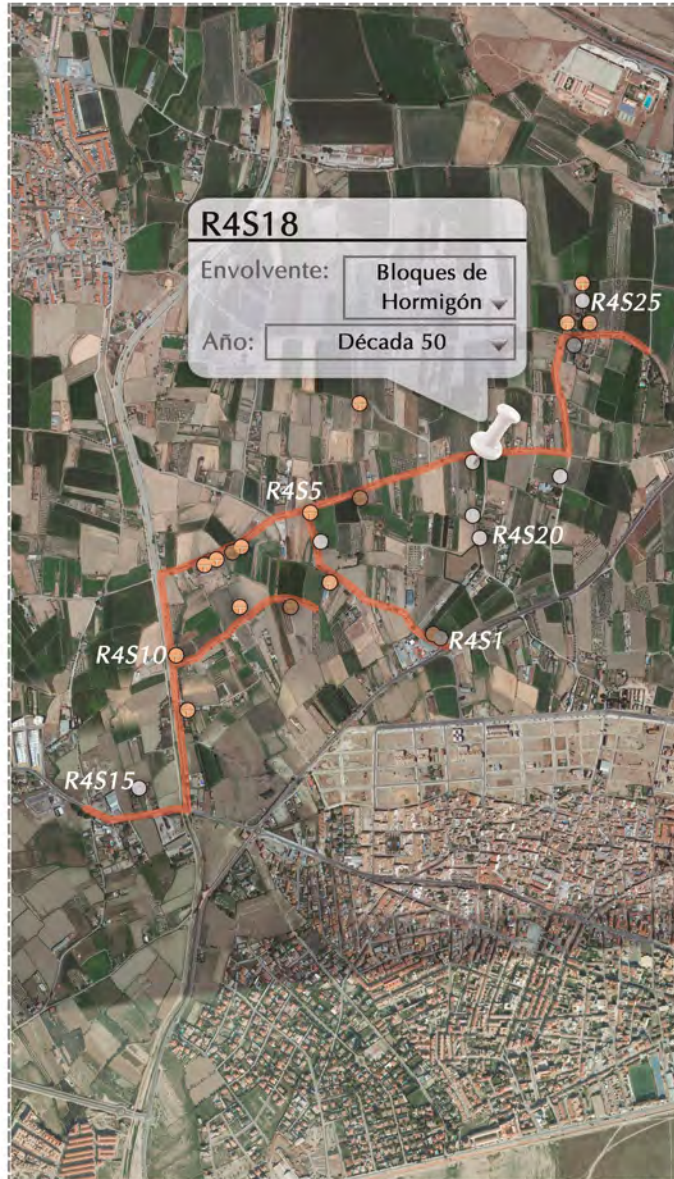 R4S18
Envolvente: Bloques de
Hormigón
Año: Década 50
R4S25
R4S5
R4S20
R4S1
R4S10
R4S15